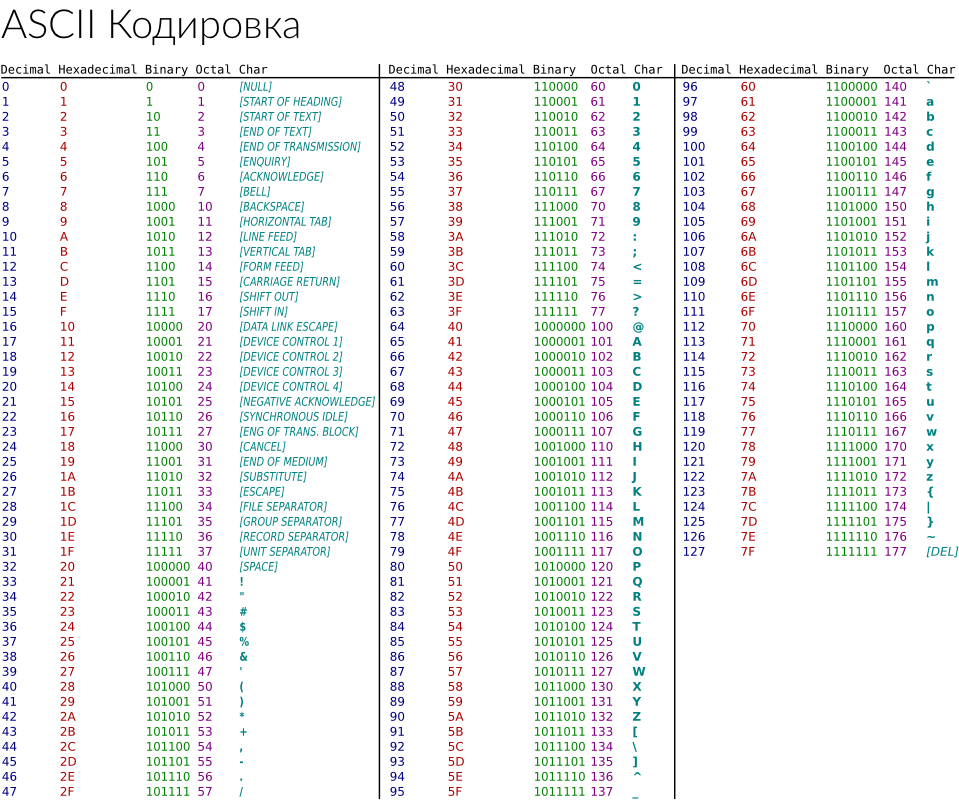 ASCII Кодировка
Decimal Hexadecimal Binary Octal Char
0 0 0 0 [NULL]
1 1 1 1 [START OF HEADING]
2 2 10 2 [START OF TEXT]
3 3 11 3 [END OF TEXT]
4 4 100 4 [END OF TRANSMISSION]
5 5 101 5 [ENQUIRY]
6 6 110 6 [ACKNOWLEDGE]
7 7 111 7 [BELL]
8 8 1000 10 [BACKSPACE]
9 9 1001 11 [HORIZONTAL TAB]
10 A 1010 12 [LINE FEED]
11 B 1011 13 [VERTICAL TAB]
12 C 1100 14 [FORM FEED]
13 D 1101 15 [CARRIAGE RETURN]
14 E 1110 16 [SHIFT OUT]
15 F 1111 17 [SHIFT IN]
16 10 10000 20 [DATA LINK ESCAPE]
17 11 10001 21 [DEVICE CONTROL 1]
18 12 10010 22 [DEVICE CONTROL 2]
19 13 10011 23 [DEVICE CONTROL 3]
20 14 10100 24 [DEVICE CONTROL 4]
21 15 10101 25 [NEGATIVE ACKNOWLEDGE]
22 16 10110 26 [SYNCHRONOUS IDLE]
23 17 10111 27 [ENG OF TRANS. BLOCK]
24 18 11000 30 [CANCEL]
25 19 11001 31 [END OF MEDIUM]
26 1A 11010 32 [SUBSTITUTE]
27 1B 11011 33 [ESCAPE]
28 1C 11100 34 [FILE SEPARATOR]
29 1D 11101 35 [GROUP SEPARATOR]
30 1E 11110 36 [RECORD SEPARATOR]
31 1F 11111 37 [UNIT SEPARATOR]
32 20 100000 40 [SPACE]
33 21 100001 41 !
34 22 100010 42 "
35 23 100011 43 #
36 24 100100 44 $
37 25 100101 45 %
38 26 100110 46 &
39 27 100111 47 '
40 28 101000 50 (
41 29 101001 51 )
42 2A 101010 52 *
43 2B 101011 53 +
44 2C 101100 54 ,
45 2D 101101 55 -
46 2E 101110 56 .
47 2F 101111 57 /
Decimal Hexadecimal Binary Octal Char
48 30 110000 60 0
49 31 110001 61 1
50 32 110010 62 2
51 33 110011 63 3
52 34 110100 64 4
53 35 110101 65 5
54 36 110110 66 6
55 37 110111 67 7
56 38 111000 70 8
57 39 111001 71 9
58 3A 111010 72 :
59 3B 111011 73 ;
60 3C 111100 74 <
61 3D 111101 75 =
62 3E 111110 76 >
63 3F 111111 77 ?
64 40 1000000 100 @
65 41 1000001 101 A
66 42 1000010 102 B
67 43 1000011 103 C
68 44 1000100 104 D
69 45 1000101 105 E
70 46 1000110 106 F
71 47 1000111 107 G
72 48 1001000 110 H
73 49 1001001 111 I
74 4A 1001010 112 J
75 4B 1001011 113 K
76 4C 1001100 114 L
77 4D 1001101 115 M
78 4E 1001110 116 N
79 4F 1001111 117 O
80 50 1010000 120 P
81 51 1010001 121 Q
82 52 1010010 122 R
83 53 1010011 123 S
84 54 1010100 124 T
85 55 1010101 125 U
86 56 1010110 126 V
87 57 1010111 127 W
88 58 1011000 130 X
89 59 1011001 131 Y
90 5A 1011010 132 Z
91 5B 1011011 133 [
92 5C 1011100 134 \
93 5D 1011101 135 ]
94 5E 1011110 136 ^
95 5F 1011111 137 _
Decimal Hexadecimal Binary Octal Char
96 60 1100000 140 `
97 61 1100001 141 a
98 62 1100010 142 b
99 63 1100011 143 c
100 64 1100100 144 d
101 65 1100101 145 e
102 66 1100110 146 f
103 67 1100111 147 g
104 68 1101000 150 h
105 69 1101001 151 i
106 6A 1101010 152 j
107 6B 1101011 153 k
108 6C 1101100 154 l
109 6D 1101101 155 m
110 6E 1101110 156 n
111 6F 1101111 157 o
112 70 1110000 160 p
113 71 1110001 161 q
114 72 1110010 162 r
115 73 1110011 163 s
116 74 1110100 164 t
117 75 1110101 165 u
118 76 1110110 166 v
119 77 1110111 167 w
120 78 1111000 170 x
121 79 1111001 171 y
122 7A 1111010 172 z
123 7B 1111011 173 {
124 7C 1111100 174 |
125 7D 1111101 175 }
126 7E 1111110 176 ~
127 7F 1111111 177 [DEL]